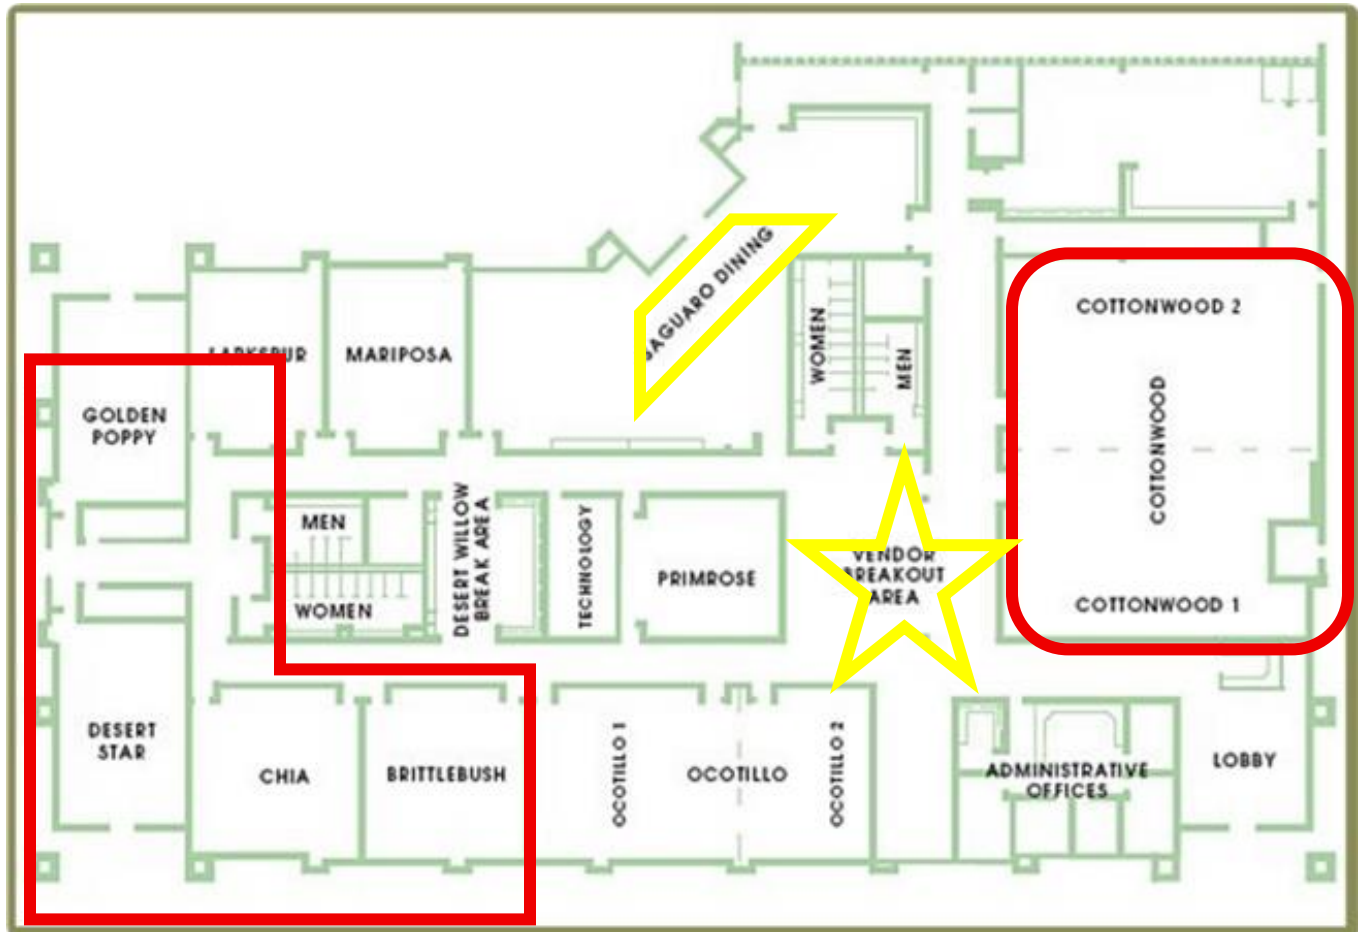 SAGUARO DINING
COTTONWOOD 2
WOMEN
MEN
LARKSPUR
MARIPOSA
COTTONWOOD
GOLDEN
POPPY
MEN
DESERT WILLOW
BREAK AREA
TECHNOLOGY
PRIMROSE
VENDOR
BREAKOUT
AREA
WOMEN
COTTONWOOD 1
DESERT
STAR
CHIA
BRITTLEBUSH
OCOTILLO 1
OCOTILLO
OCOTILLO 2
ADMINISTRATIVE
OFFICES
LOBBY